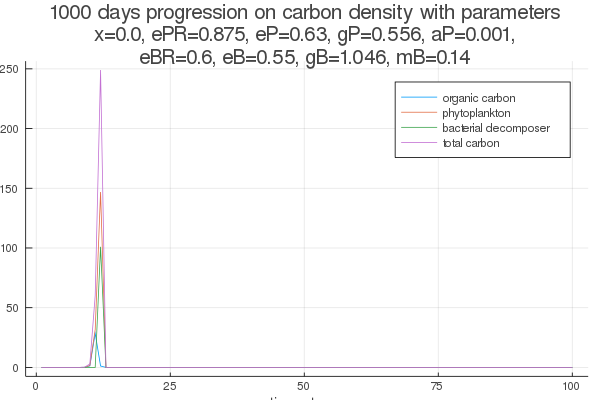 1000 days progression on carbon density with parameters
x=0.0, ePR=0.875, eP=0.63, gP=0.556, aP=0.001,
eBR=0.6, eB=0.55, gB=1.046, mB=0.14
250
200
150
100
50
0
organic carbon
phytoplankton
bacterial decomposer
total carbon
0
25
50
75
100